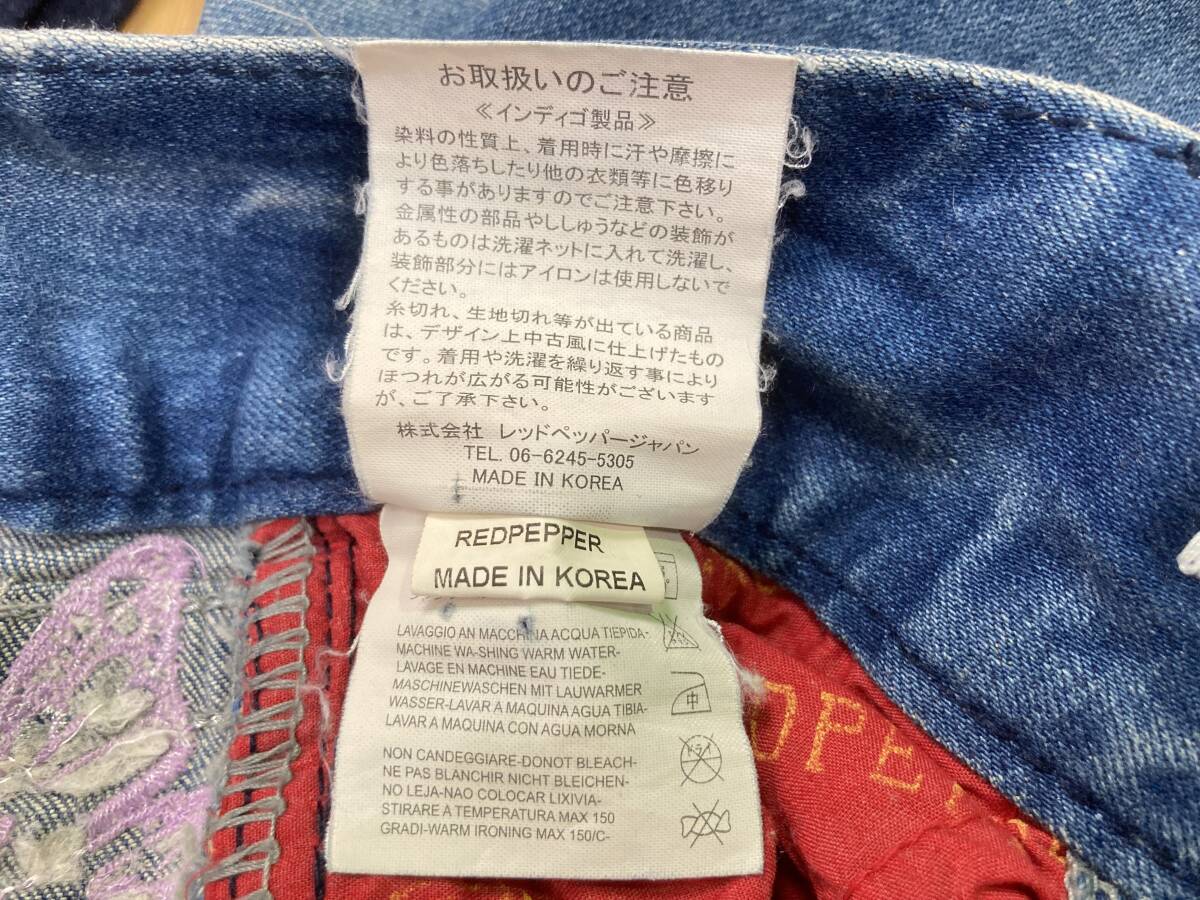 お取扱いのご注意
≪インディゴ製品≫
染料の性質上、着用時に汗や摩擦に
より色落ちしたり他の衣類等に色移り
する事がありますのでご注意下さい。
金属性の部品やししゅうなどの装飾が
あるものは洗濯ネットに入れて洗濯し、
装飾部分にはアイロンは使用しないで
ください。
糸切れ、生地切れ等が出ている商品
は、デザイン上中古風に仕上げたもの
です。着用や洗濯を繰り返す事により
ほつれが広がる可能性がございます
が、ご了承下さい。
株式会社 レッドペッパージャパン
TEL. 06-6245-5305
MADE IN KOREA
REDPEPPER
MADE IN KOREA
LAVAGGIO AN MACCHINA ACQUA TIEPIDA-
MACHINE WA-SHING WARM WATER-
LAVAGE EN MACHINE EAU TIEDE-
MASCHINEWASCHEN MIT LAUWARMER
WASSER-LAVAR A MAQUINA AGUA TIBIA-
LAVAR A MAQUINA CON AGUA MORNA
中
NON CANDEGGIARE-DONOT BLEACH-
NE PAS BLANCHIR NICHT BLEICHEN-
NO LEJA-NAO COLOCAR LIXIVIA-
STIRARE A TEMPERATURA MAX 150
GRADI-WARM IRONING MAX 150/C-
ドライ
OPE